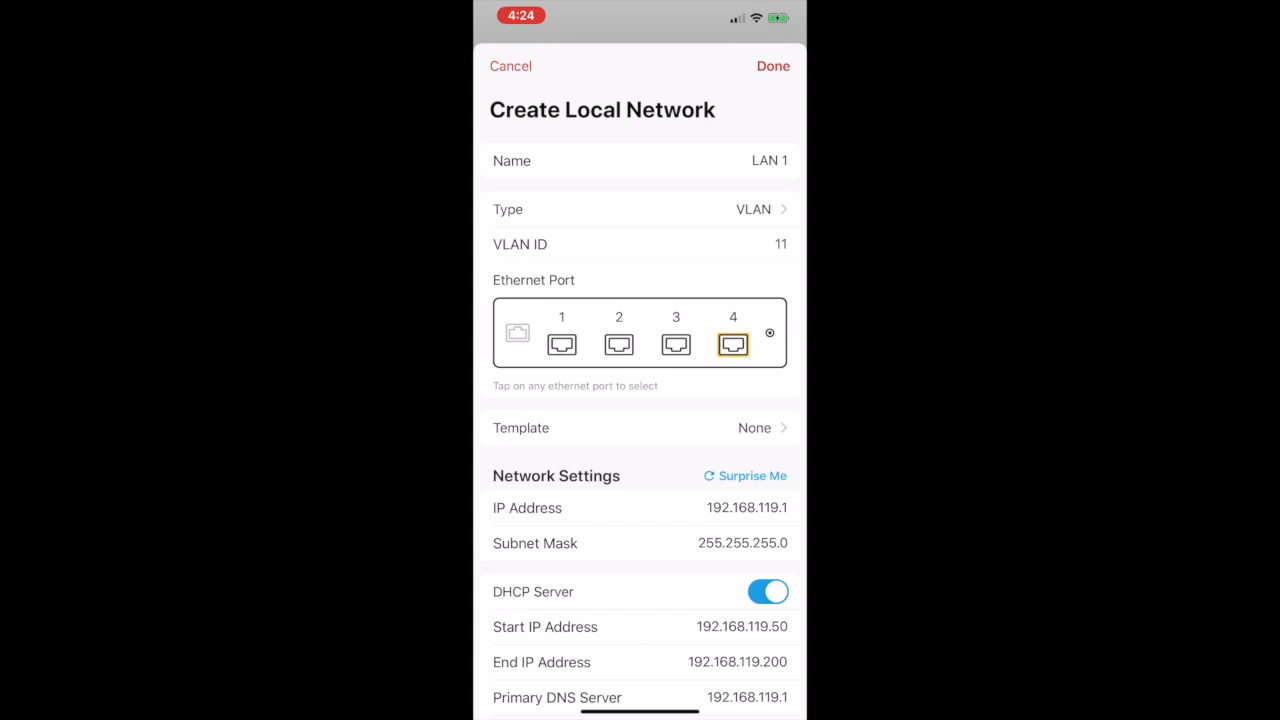 4:24
Cancel
Done
Create Local Network
Name
LAN 1
Type
VLAN
VLAN ID
11
Ethernet Port
1 2 3 4
Tap on any ethernet port to select
Template
None
Network Settings
Surprise Me
IP Address
192.168.119.1
Subnet Mask
255.255.255.0
DHCP Server
Start IP Address
192.168.119.50
End IP Address
192.168.119.200
Primary DNS Server
192.168.119.1